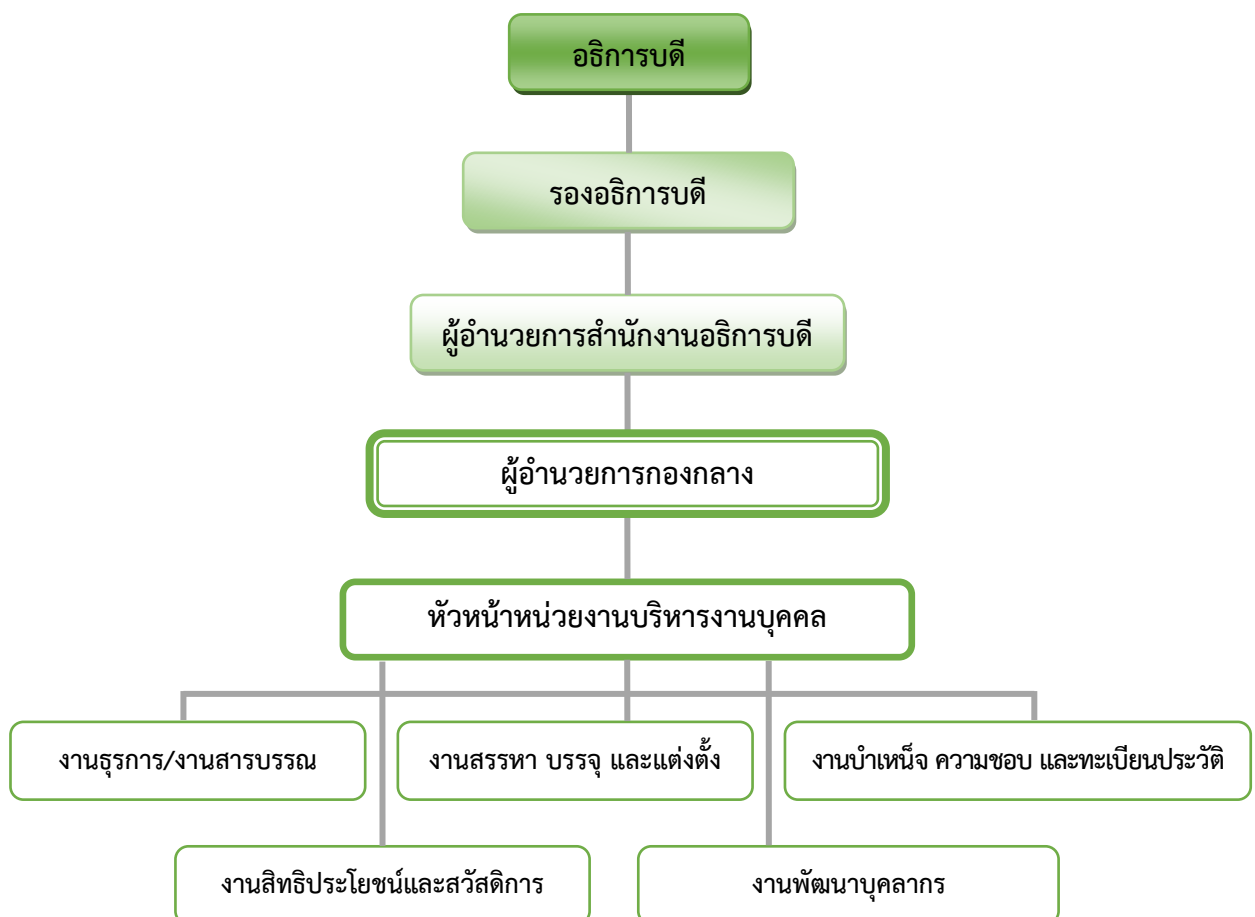 อธิการบดี
รองอธิการบดี
ผู้อำนวยการสำนักงานอธิการบดี
ผู้อำนวยการกองกลาง
หัวหน้าหน่วยงานบริหารงานบุคคล
งานธุรการ/งานสารบรรณ
งานสรรหา บรรจุ และแต่งตั้ง
งานบำเหน็จ ความชอบ และทะเบียนประวัติ
งานสิทธิประโยชน์และสวัสดิการ
งานพัฒนาบุคลากร